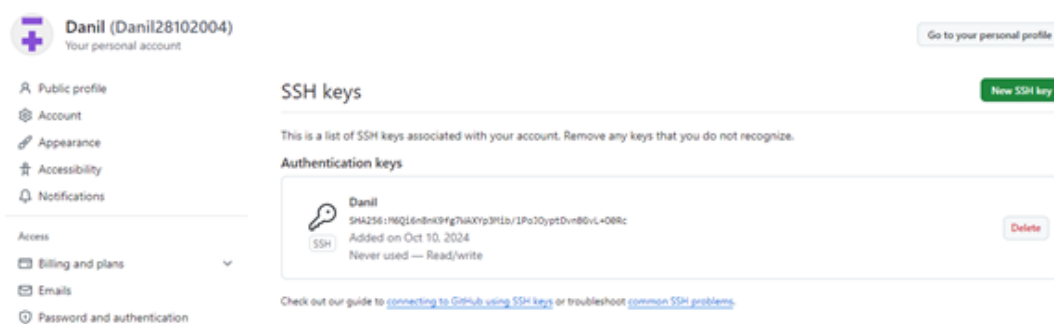 Danil (Danil28102004)
Your personal account
Go to your personal profile
Public profile
Account
Appearance
Accessibility
Notifications
Access
Billing and plans
Emails
Password and authentication
SSH keys
New SSH key
This is a list of SSH keys associated with your account. Remove any keys that you do not recognize.
Authentication keys
Danil
SSH
Added on Oct 10, 2024
Never used — Read/write
Delete
Check out our guide to connecting to GitHub using SSH keys or troubleshoot common SSH problems.